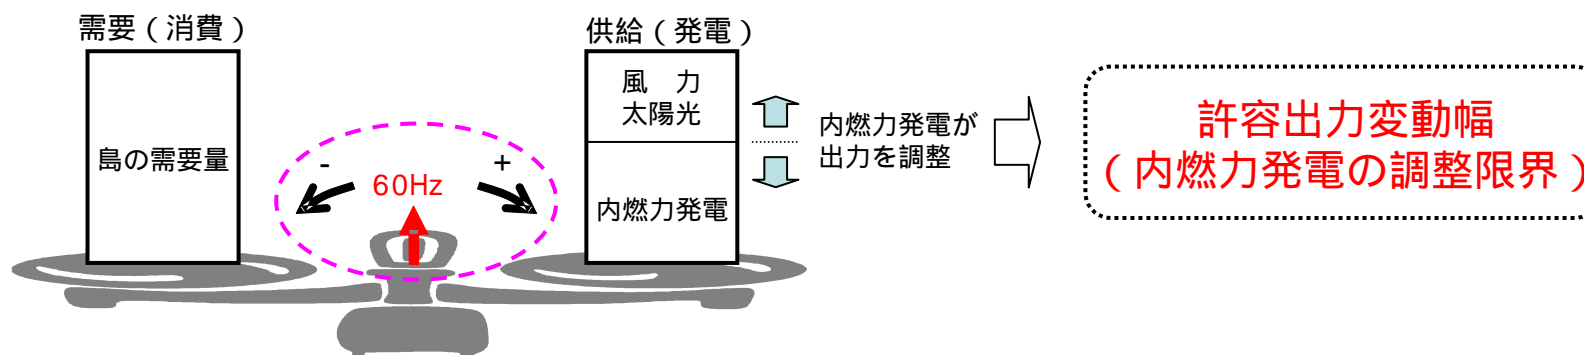 需要（消費）
島の需要量
-
60Hz
+
供給（発電）
風　力
太陽光
内燃力発電
内燃力発電が
出力を調整
許容出力変動幅
（内燃力発電の調整限界）